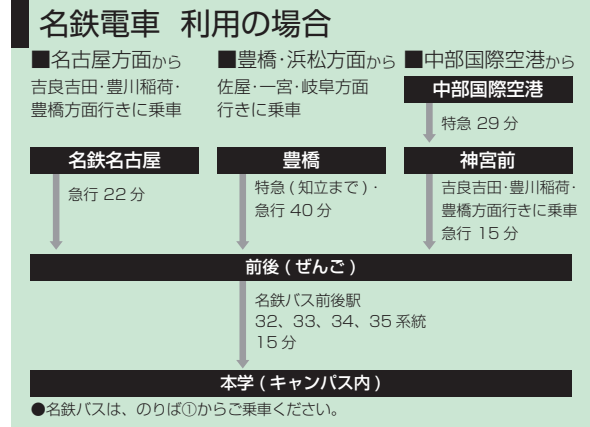 名鉄電車 利用の場合
■名古屋方面から
吉良吉田・豊川稲荷・
豊橋方面行きに乗車
■豊橋・浜松方面から
佐屋・一宮・岐阜方面
行きに乗車
■中部国際空港から
中部国際空港
特急 29 分
名鉄名古屋
豊橋
神宮前
急行 22 分
特急 ( 知立まで )・
急行 40 分
吉良吉田・豊川稲荷・
豊橋方面行きに乗車
急行 15 分
前後 ( ぜんご )
名鉄バス前後駅
32、33、34、35 系統
15 分
本学 ( キャンパス内 )
●名鉄バスは、のりば①からご乗車ください。